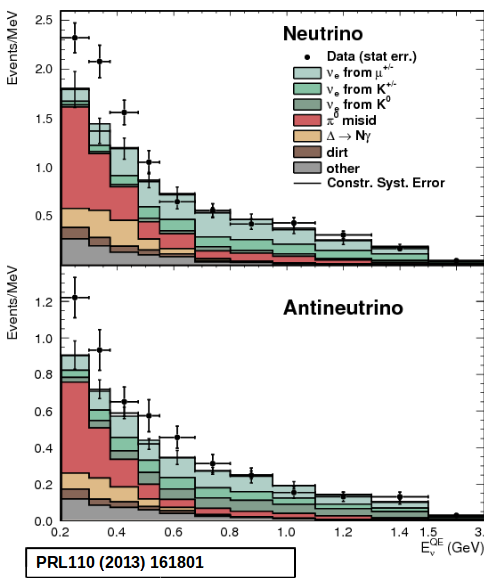 Events/MeV
2.5
2.0
1.5
1.0
0.5
Neutrino
Data (stat err.)
νe from μ+/-
νe from K+/-
νe from K0
π0 misid
Δ → Nγ
dirt
other
Constr. Syst. Error
Events/MeV
1.2
1.0
0.8
0.6
0.4
0.2
0.0
Antineutrino
0.2 0.4 0.6 0.8 1.0 1.2 1.4 1.5 3.
EνQE (GeV)
PRL110 (2013) 161801